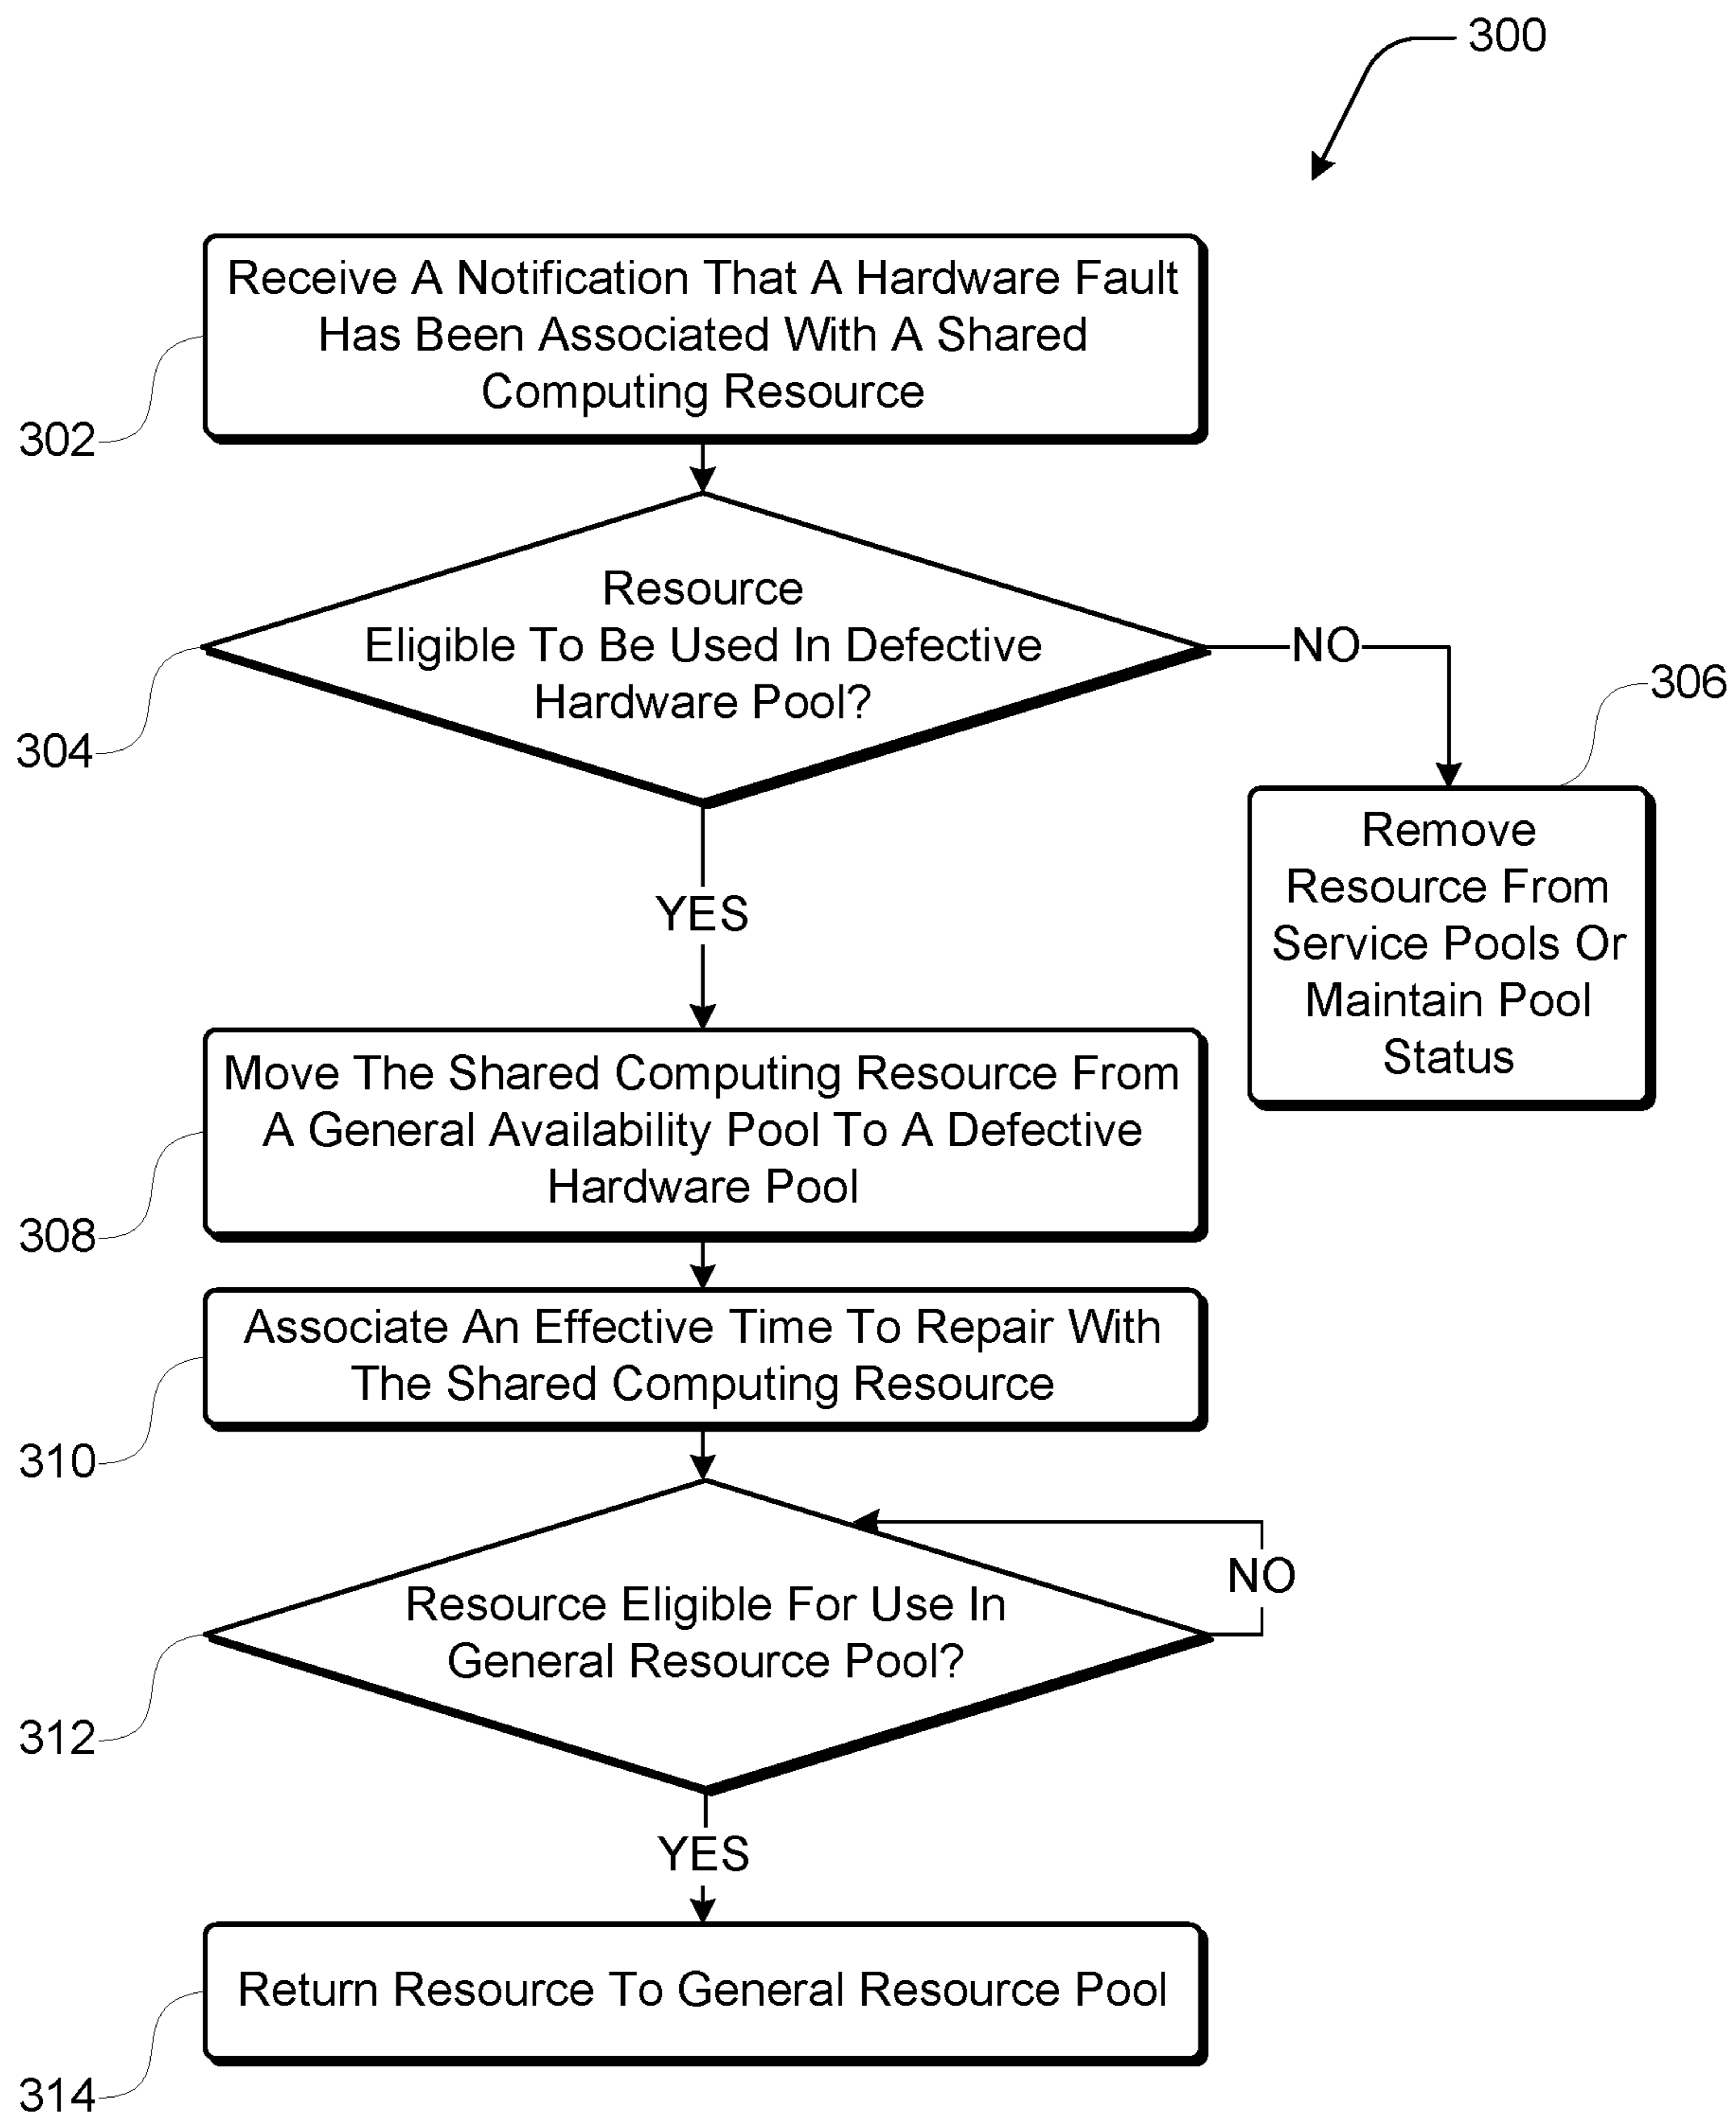 300
Receive A Notification That A Hardware Fault
Has Been Associated With A Shared
Computing Resource
302
Resource
Eligible To Be Used In Defective
Hardware Pool?
NO
304
306
Remove
Resource From
Service Pools Or
Maintain Pool
Status
YES
Move The Shared Computing Resource From
A General Availability Pool To A Defective
Hardware Pool
308
Associate An Effective Time To Repair With
The Shared Computing Resource
310
NO
Resource Eligible For Use In
General Resource Pool?
312
YES
Return Resource To General Resource Pool
314